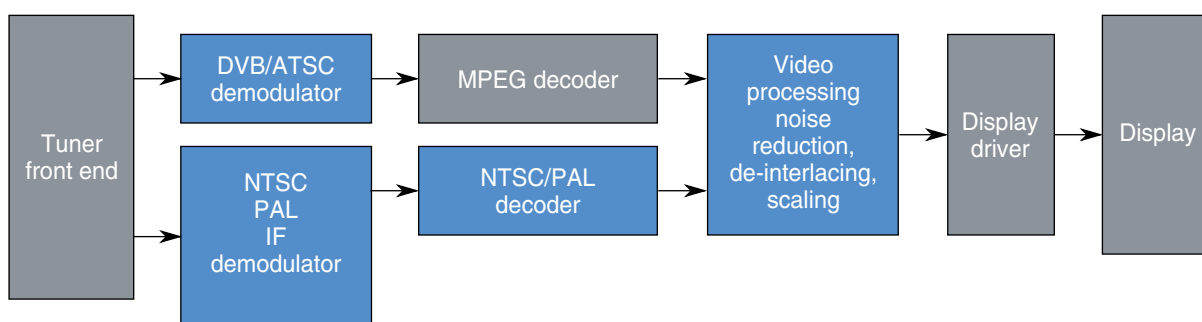 Tuner
front end
DVB/ATSC
demodulator
MPEG decoder
NTSC
PAL
IF
demodulator
NTSC/PAL
decoder
Video
processing
noise
reduction,
de-interlacing,
scaling
Display
driver
Display